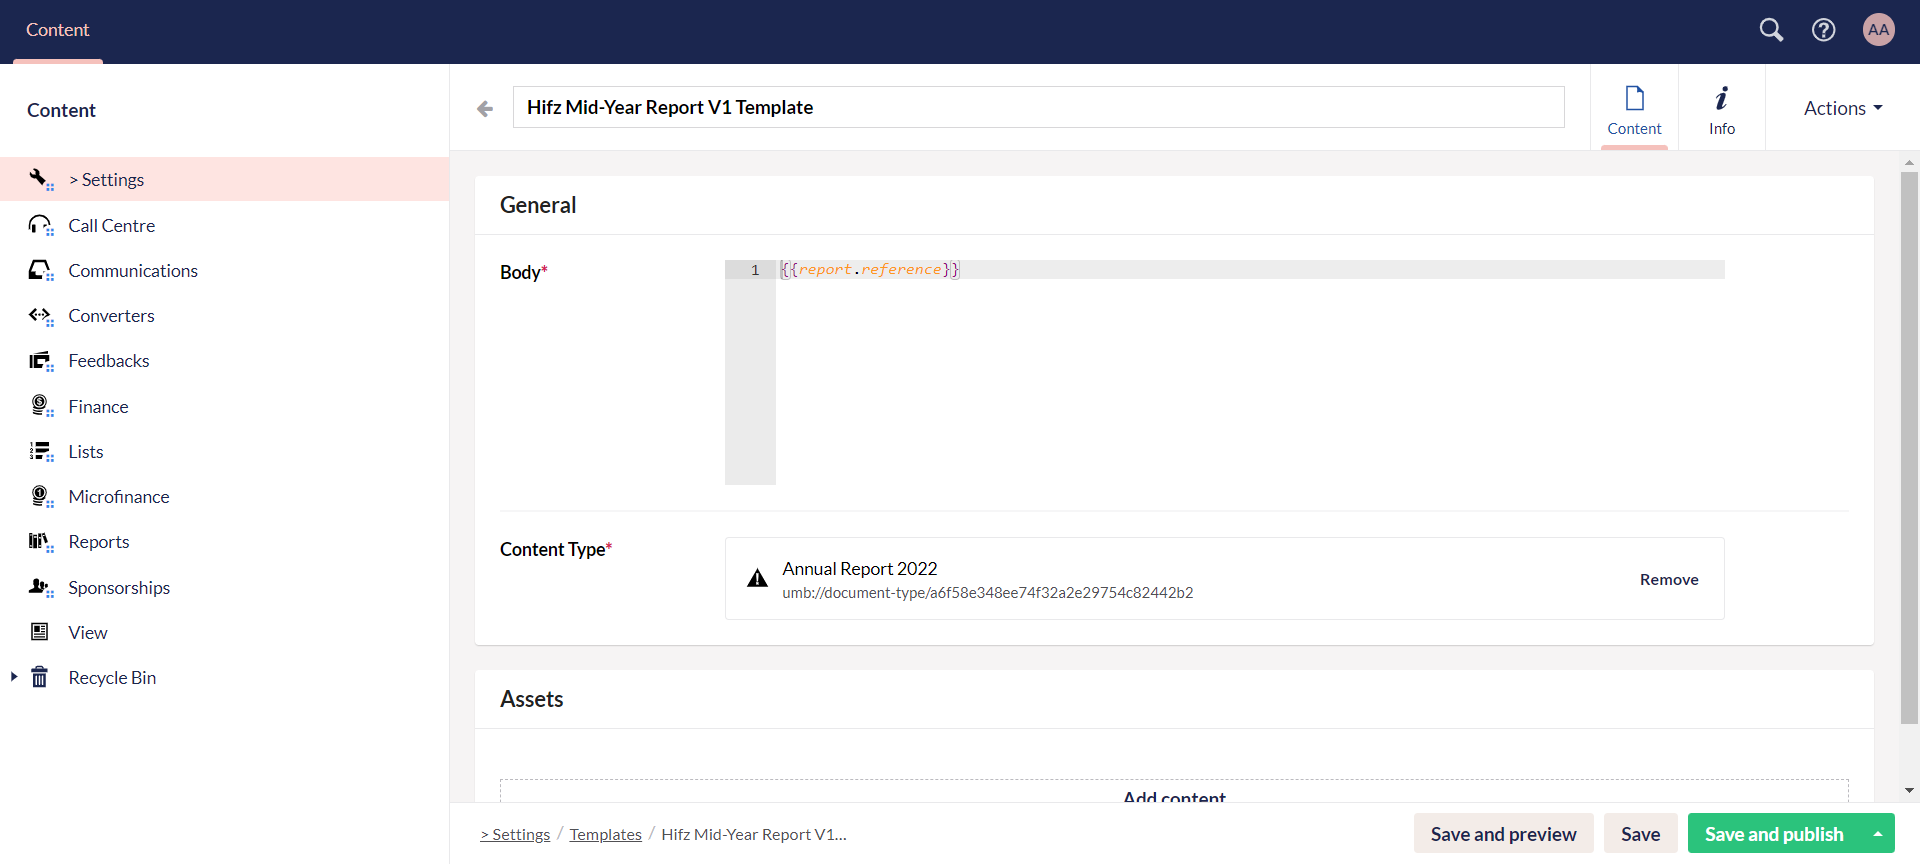 Content
AA
Content
> Settings
Call Centre
Communications
Converters
Feedbacks
Finance
Lists
Microfinance
Reports
Sponsorships
View
Recycle Bin
Hifz Mid-Year Report V1 Template
Content
Info
Actions
General
Body*
1 {{report.reference}}
Content Type*
Annual Report 2022
umb://document-type/a6f58e348ee74f32a2e29754c82442b2
Remove
Assets
Add content
> Settings / Templates / Hifz Mid-Year Report V1...
Save and preview
Save
Save and publish